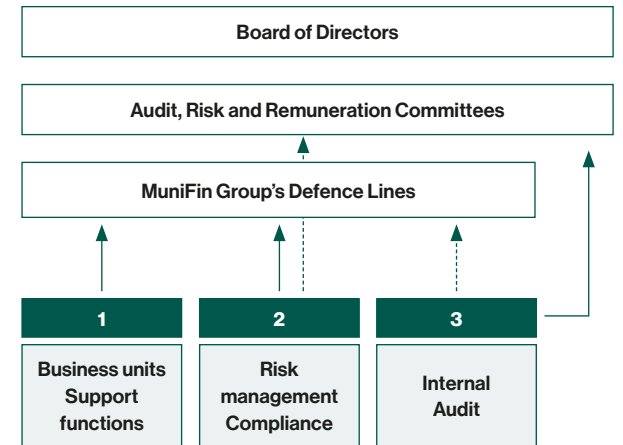 Board of Directors
Audit, Risk and Remuneration Committees
MuniFin Group's Defence Lines
1
2
3
Business units
Support
functions
Risk
management
Compliance
Internal
Audit